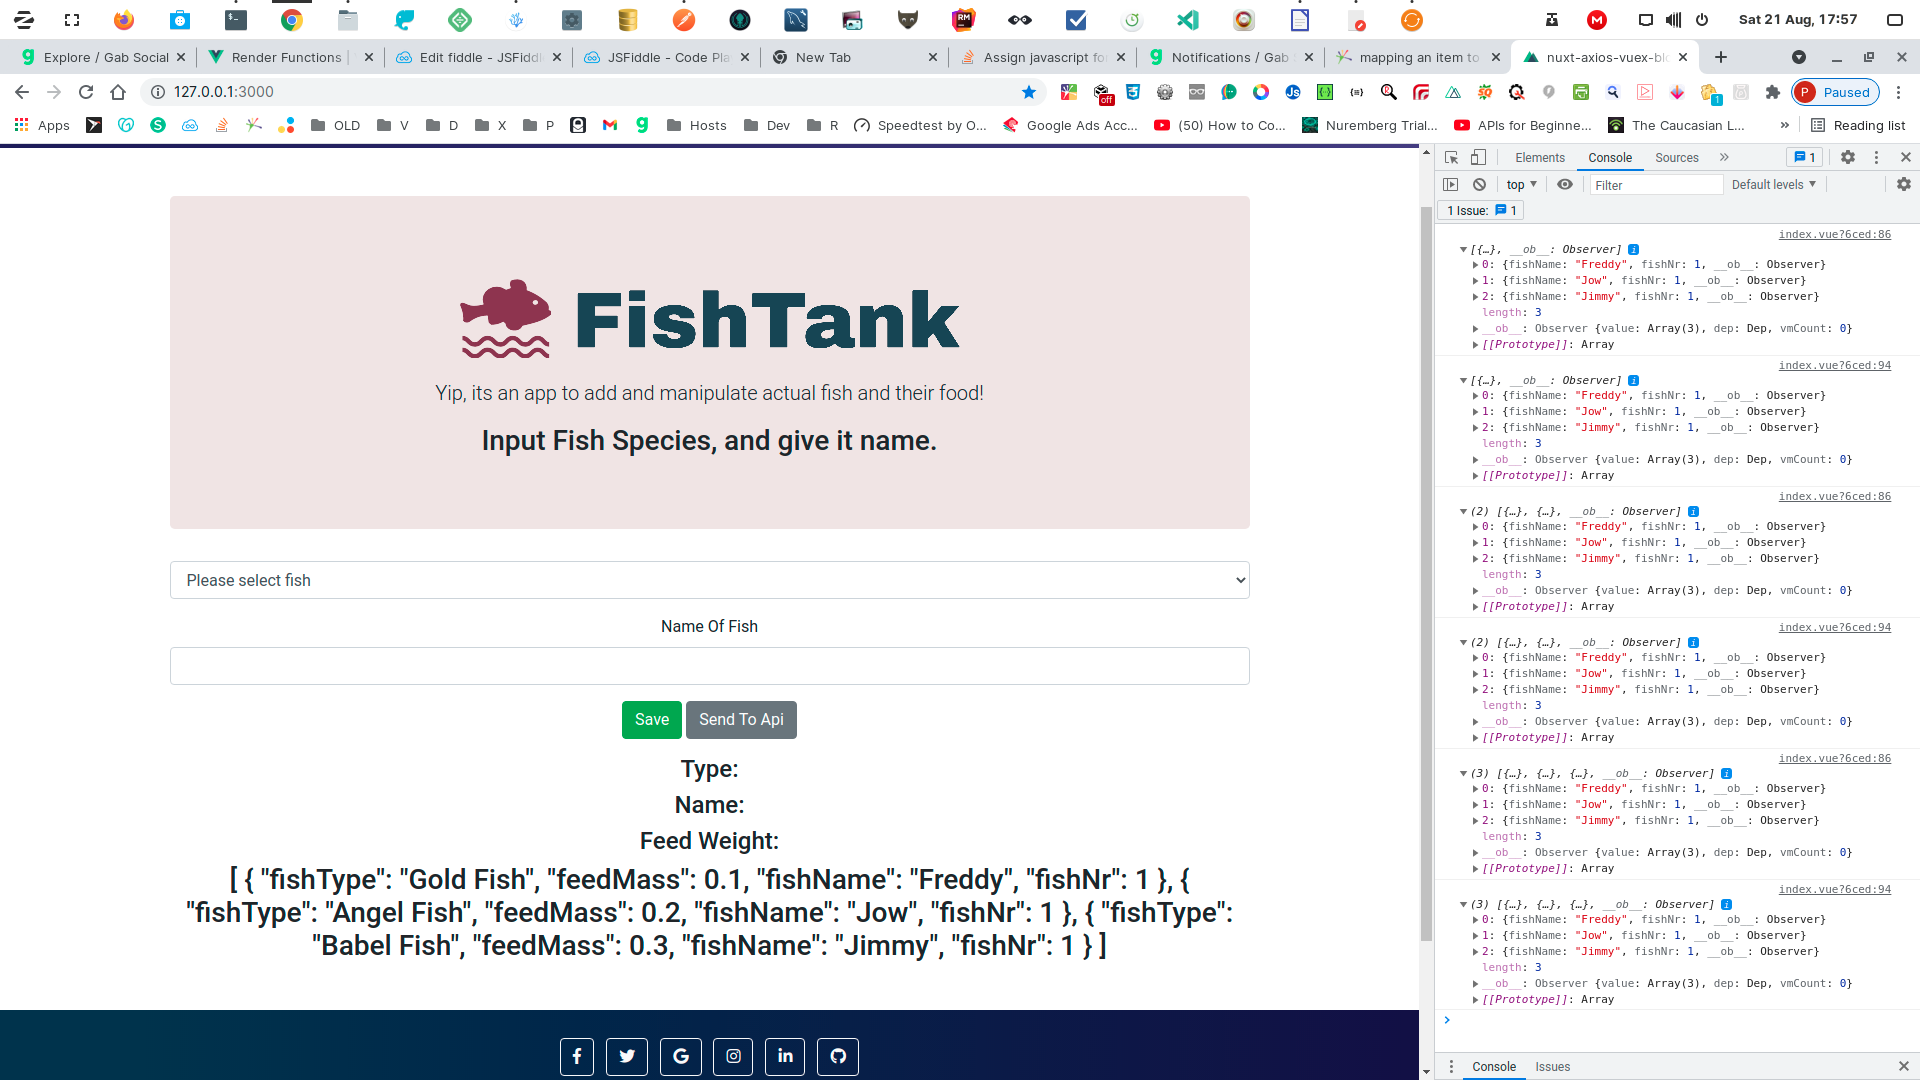 Sat 21 Aug, 17:57
Explore / Gab Social
Render Functions |
Edit fiddle - JSFiddl
JSFiddle - Code Pla
New Tab
Assign javascript fo
Notifications / Gab
mapping an item to
nuxt-axios-vuex-blo
127.0.0.1:3000
off
1
P Paused
Apps
OLD
V
D
X
P
Hosts
Dev
R
Speedtest by O...
Google Ads Acc...
(50) How to Co...
Nuremberg Trial...
APIs for Beginne...
The Caucasian L...
»
Reading list
FishTank
Yip, its an app to add and manipulate actual fish and their food!
Input Fish Species, and give it name.
Please select fish
Name Of Fish
Save
Send To Api
Type:
Name:
Feed Weight:
[ { "fishType": "Gold Fish", "feedMass": 0.1, "fishName": "Freddy", "fishNr": 1 }, {
"fishType": "Angel Fish", "feedMass": 0.2, "fishName": "Jow", "fishNr": 1 }, { "fishType":
"Babel Fish", "feedMass": 0.3, "fishName": "Jimmy", "fishNr": 1 } ]
Elements
Console
Sources
»
1
top
Filter
Default levels
1 Issue: 1
index.vue?6ced:86
[{…}, __ob__: Observer]
0: {fishName: "Freddy", fishNr: 1, __ob__: Observer}
1: {fishName: "Jow", fishNr: 1, __ob__: Observer}
2: {fishName: "Jimmy", fishNr: 1, __ob__: Observer}
length: 3
__ob__: Observer {value: Array(3), dep: Dep, vmCount: 0}
[[Prototype]]: Array
index.vue?6ced:94
[{…}, __ob__: Observer]
0: {fishName: "Freddy", fishNr: 1, __ob__: Observer}
1: {fishName: "Jow", fishNr: 1, __ob__: Observer}
2: {fishName: "Jimmy", fishNr: 1, __ob__: Observer}
length: 3
__ob__: Observer {value: Array(3), dep: Dep, vmCount: 0}
[[Prototype]]: Array
index.vue?6ced:86
(2) [{…}, {…}, __ob__: Observer]
0: {fishName: "Freddy", fishNr: 1, __ob__: Observer}
1: {fishName: "Jow", fishNr: 1, __ob__: Observer}
2: {fishName: "Jimmy", fishNr: 1, __ob__: Observer}
length: 3
__ob__: Observer {value: Array(3), dep: Dep, vmCount: 0}
[[Prototype]]: Array
index.vue?6ced:94
(2) [{…}, {…}, __ob__: Observer]
0: {fishName: "Freddy", fishNr: 1, __ob__: Observer}
1: {fishName: "Jow", fishNr: 1, __ob__: Observer}
2: {fishName: "Jimmy", fishNr: 1, __ob__: Observer}
length: 3
__ob__: Observer {value: Array(3), dep: Dep, vmCount: 0}
[[Prototype]]: Array
index.vue?6ced:86
(3) [{…}, {…}, {…}, __ob__: Observer]
0: {fishName: "Freddy", fishNr: 1, __ob__: Observer}
1: {fishName: "Jow", fishNr: 1, __ob__: Observer}
2: {fishName: "Jimmy", fishNr: 1, __ob__: Observer}
length: 3
__ob__: Observer {value: Array(3), dep: Dep, vmCount: 0}
[[Prototype]]: Array
index.vue?6ced:94
(3) [{…}, {…}, {…}, __ob__: Observer]
0: {fishName: "Freddy", fishNr: 1, __ob__: Observer}
1: {fishName: "Jow", fishNr: 1, __ob__: Observer}
2: {fishName: "Jimmy", fishNr: 1, __ob__: Observer}
length: 3
__ob__: Observer {value: Array(3), dep: Dep, vmCount: 0}
[[Prototype]]: Array
Console
Issues